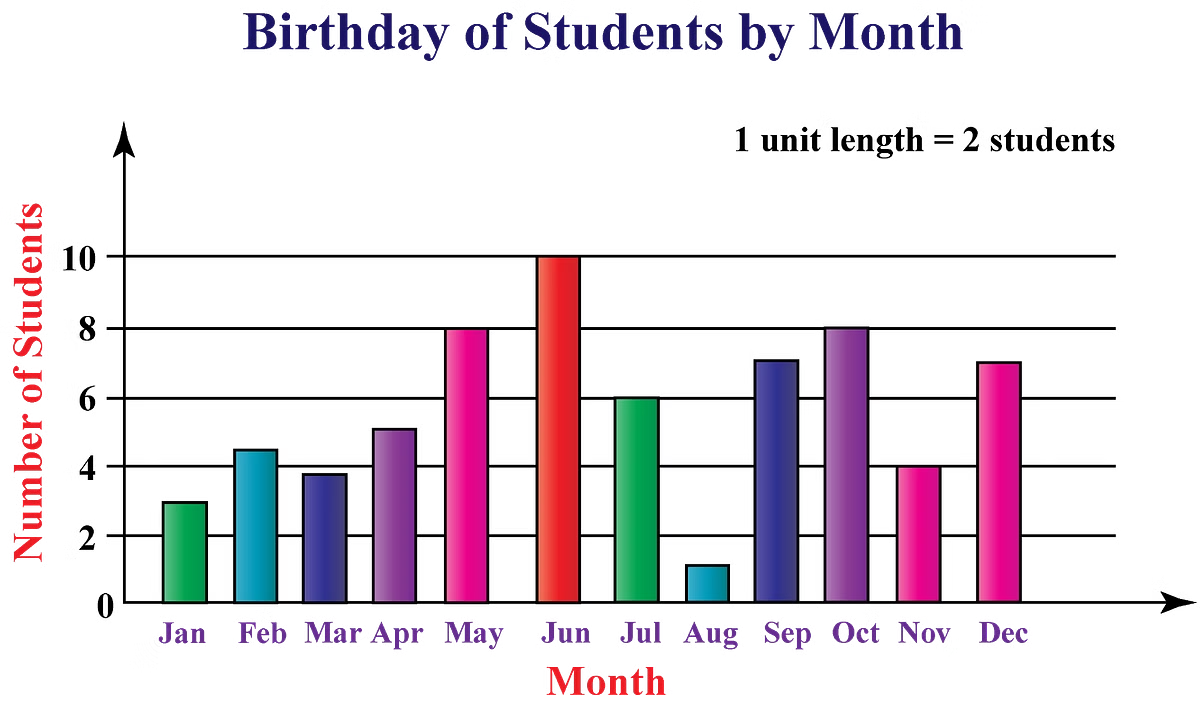 Birthday of Students by Month
1 unit length = 2 students
Number of Students
10
8
6
4
2
0
Jan Feb Mar Apr May Jun Jul Aug Sep Oct Nov Dec
Month